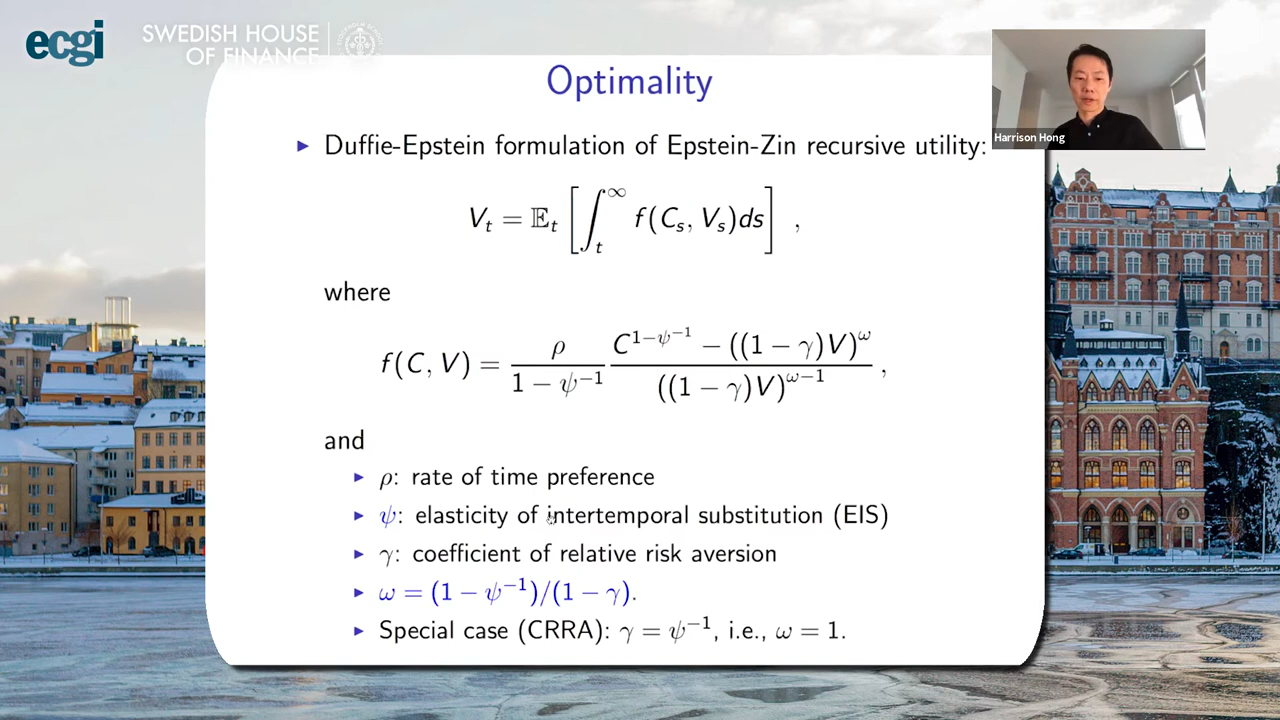 ecgi
SWEDISH HOUSE
OF FINANCE
Optimality
Harrison Hong
▶ Duffie-Epstein formulation of Epstein-Zin recursive utility:
V_t = 𝔼_t [∫_t^∞ f(C_s, V_s)ds] ,
where
f(C, V) = ρ/(1 − ψ^{−1}) (C^{1−ψ^{−1}} − ((1 − γ)V)^ω)/(((1 − γ)V)^{ω−1}) ,
and
▶ ρ: rate of time preference
▶ ψ: elasticity of intertemporal substitution (EIS)
▶ γ: coefficient of relative risk aversion
▶ ω = (1 − ψ^{−1})/(1 − γ).
▶ Special case (CRRA): γ = ψ^{−1}, i.e., ω = 1.